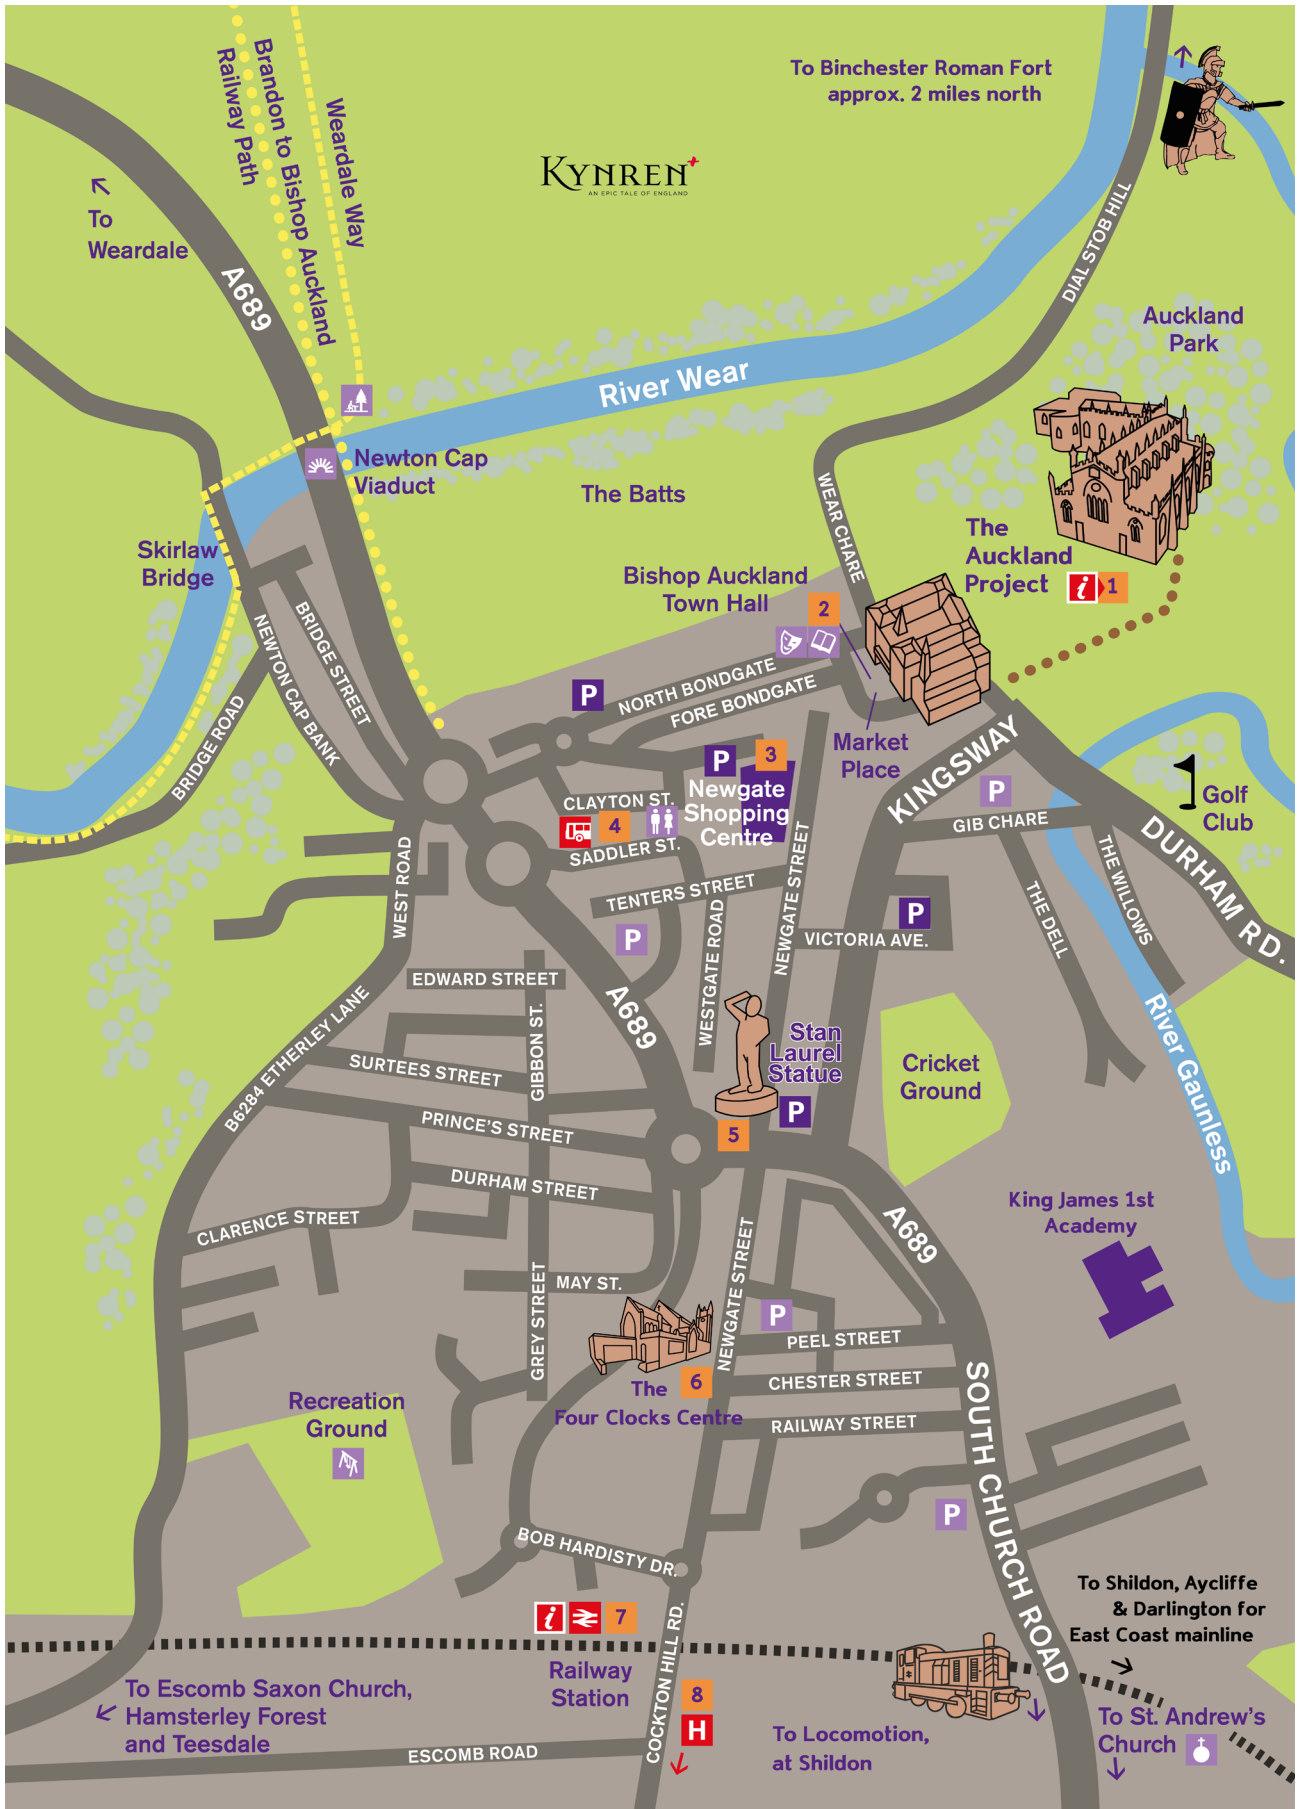 To Binchester Roman Fort
approx. 2 miles north
Brandon to Bishop Auckland
Railway Path
Weardale Way
KYNREN
AN EPIC TALE OF ENGLAND
To
Weardale
A689
DIAL STOB HILL
Auckland
Park
River Wear
Newton Cap
Viaduct
The Batts
WEAR CHARE
The
Auckland
Project
i
1
Skirlaw
Bridge
Bishop Auckland
Town Hall
2
BRIDGE STREET
NEWTON CAP BANK
BRIDGE ROAD
P
NORTH BONDGATE
FORE BONDGATE
Market
Place
KINGSWAY
P
3
Newgate
Shopping
Centre
CLAYTON ST.
4
SADDLER ST.
P
GIB CHARE
Golf
Club
DURHAM RD.
THE WILLOWS
THE DELL
WEST ROAD
TENTERS STREET
NEWGATE STREET
WESTGATE ROAD
P
P
VICTORIA AVE.
EDWARD STREET
A689
GIBBON ST.
B6284 ETHERLEY LANE
SURTEES STREET
Stan
Laurel
Statue
P
5
Cricket
Ground
River Gaunless
PRINCE'S STREET
DURHAM STREET
CLARENCE STREET
King James 1st
Academy
A689
MAY ST.
GREY STREET
NEWGATE STREET
P
PEEL STREET
CHESTER STREET
RAILWAY STREET
The
6
Four Clocks Centre
Recreation
Ground
SOUTH CHURCH ROAD
P
BOB HARDISTY DR.
To Shildon, Aycliffe
& Darlington for
East Coast mainline
i
7
Railway
Station
COCKTON HILL RD.
8
H
To Escomb Saxon Church,
Hamsterley Forest
and Teesdale
ESCOMB ROAD
To Locomotion,
at Shildon
To St. Andrew's
Church